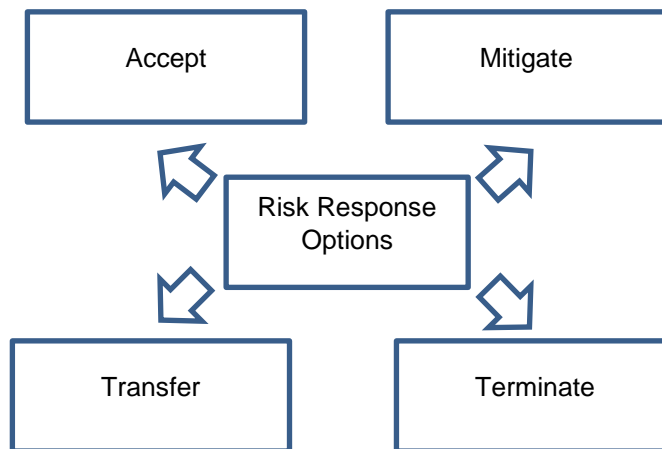 Accept
Mitigate
Risk Response
Options
Transfer
Terminate